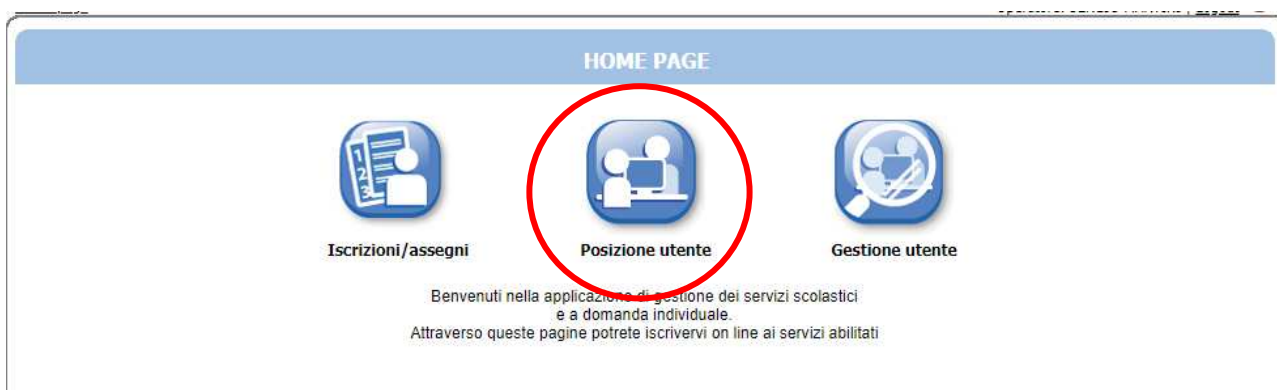 HOME PAGE
Iscrizioni/assegni
Posizione utente
Gestione utente
Benvenuti nella applicazione di gestione dei servizi scolastici
e a domanda individuale.
Attraverso queste pagine potrete iscrivervi on line ai servizi abilitati